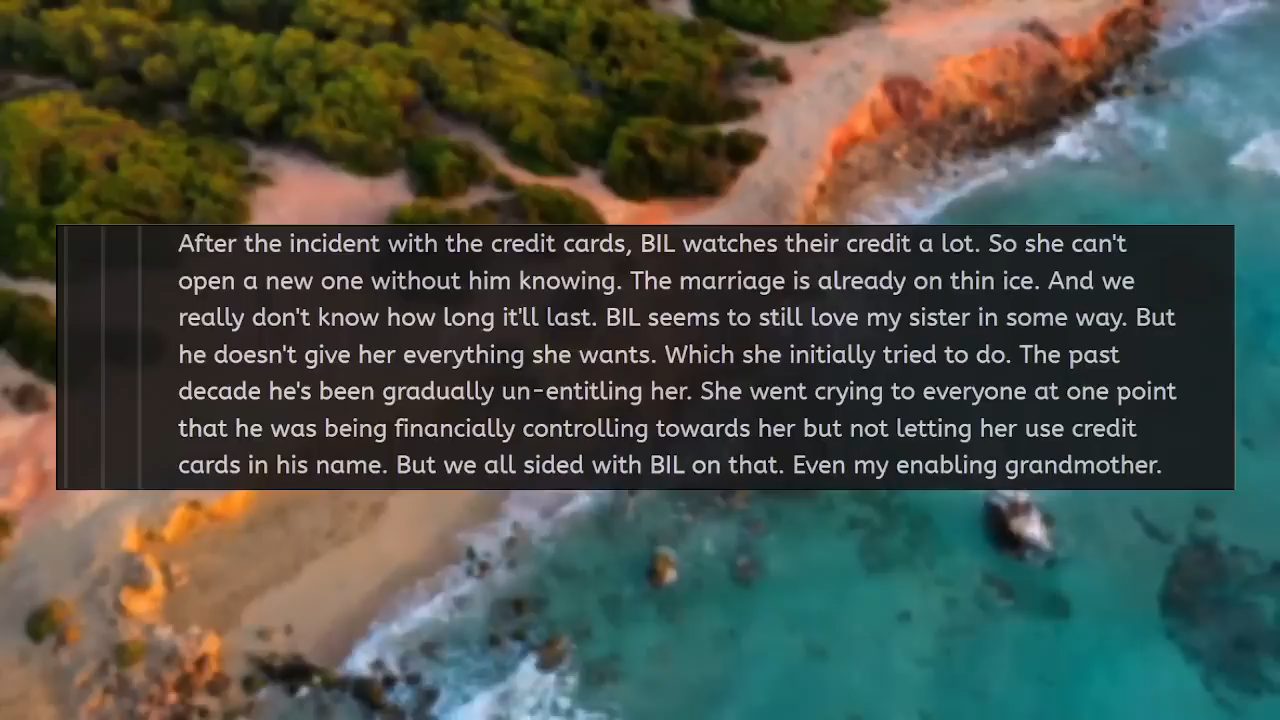 After the incident with the credit cards, BIL watches their credit a lot. So she can't
open a new one without him knowing. The marriage is already on thin ice. And we
really don't know how long it'll last. BIL seems to still love my sister in some way. But
he doesn't give her everything she wants. Which she initially tried to do. The past
decade he's been gradually un-entitling her. She went crying to everyone at one point
that he was being financially controlling towards her but not letting her use credit
cards in his name. But we all sided with BIL on that. Even my enabling grandmother.